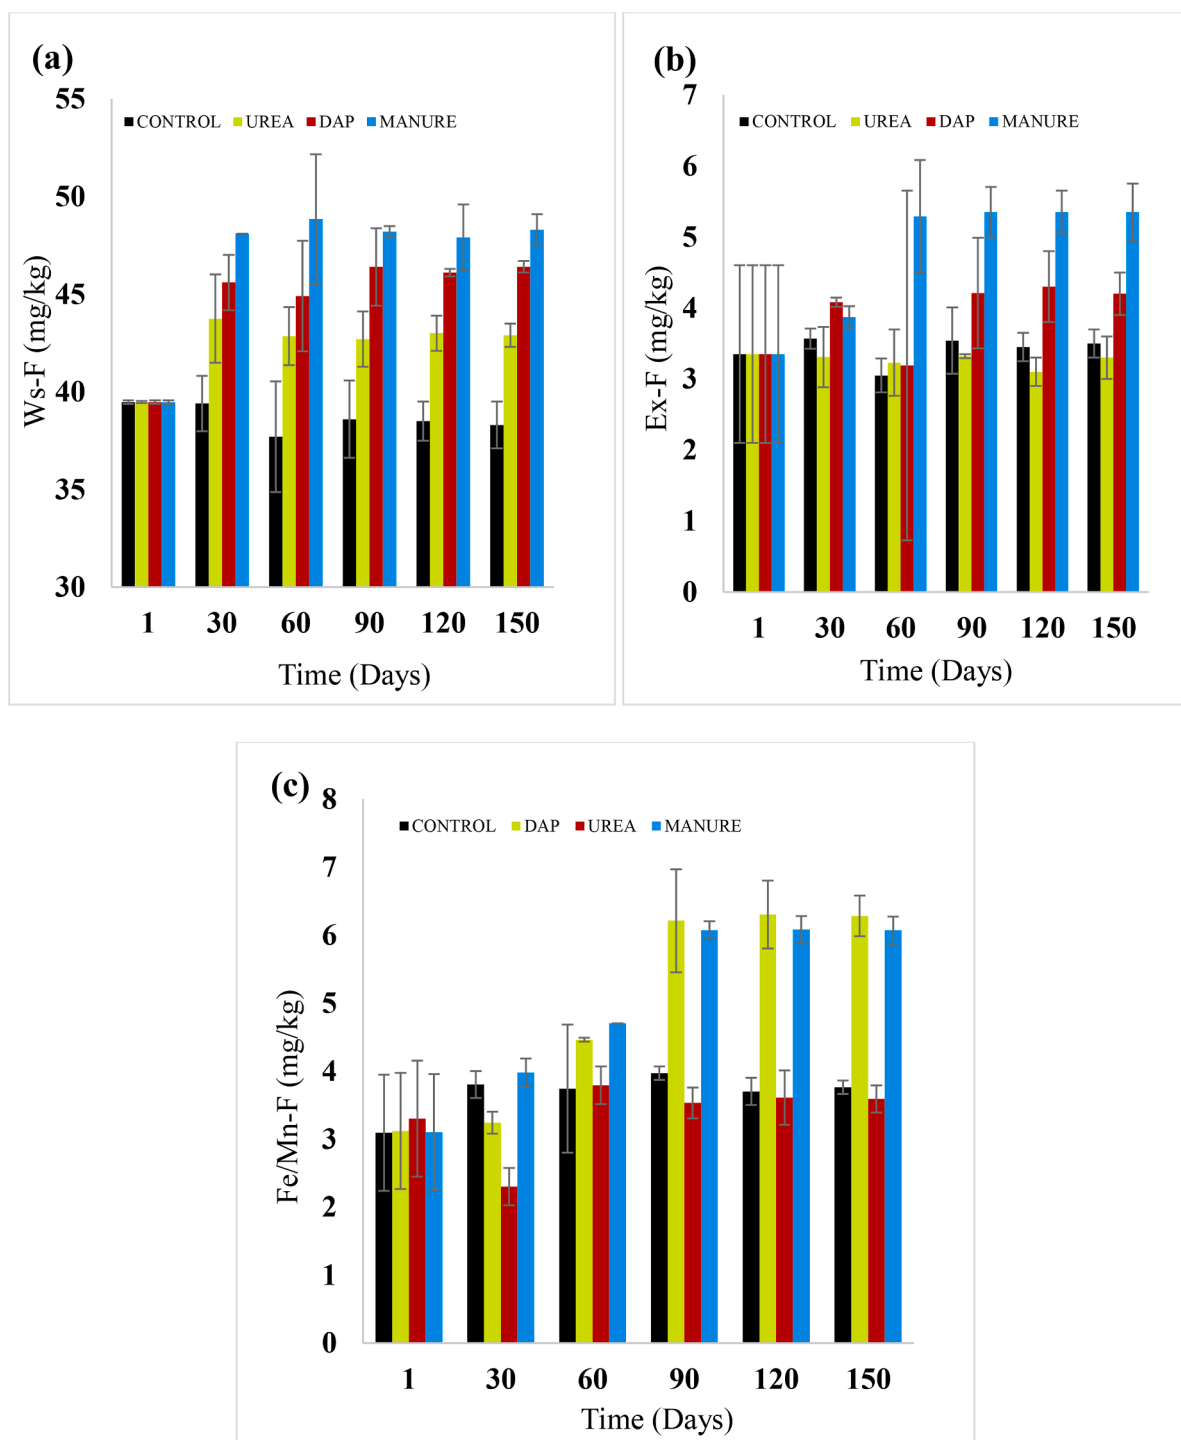 (a)
55
CONTROL UREA DAP MANURE
50
45
40
35
30
Ws-F (mg/kg)
1 30 60 90 120 150
Time (Days)
(b)
7
CONTROL UREA DAP MANURE
6
5
4
3
2
1
0
Ex-F (mg/kg)
1 30 60 90 120 150
Time (Days)
(c)
8
CONTROL DAP UREA MANURE
7
6
5
4
3
2
1
0
Fe/Mn-F (mg/kg)
1 30 60 90 120 150
Time (Days)